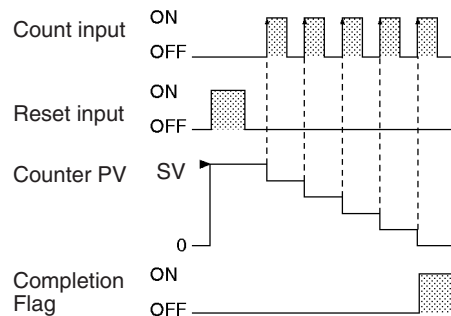 ON
Count input
OFF
ON
Reset input
OFF
Counter PV SV
0
Completion
Flag
ON
OFF